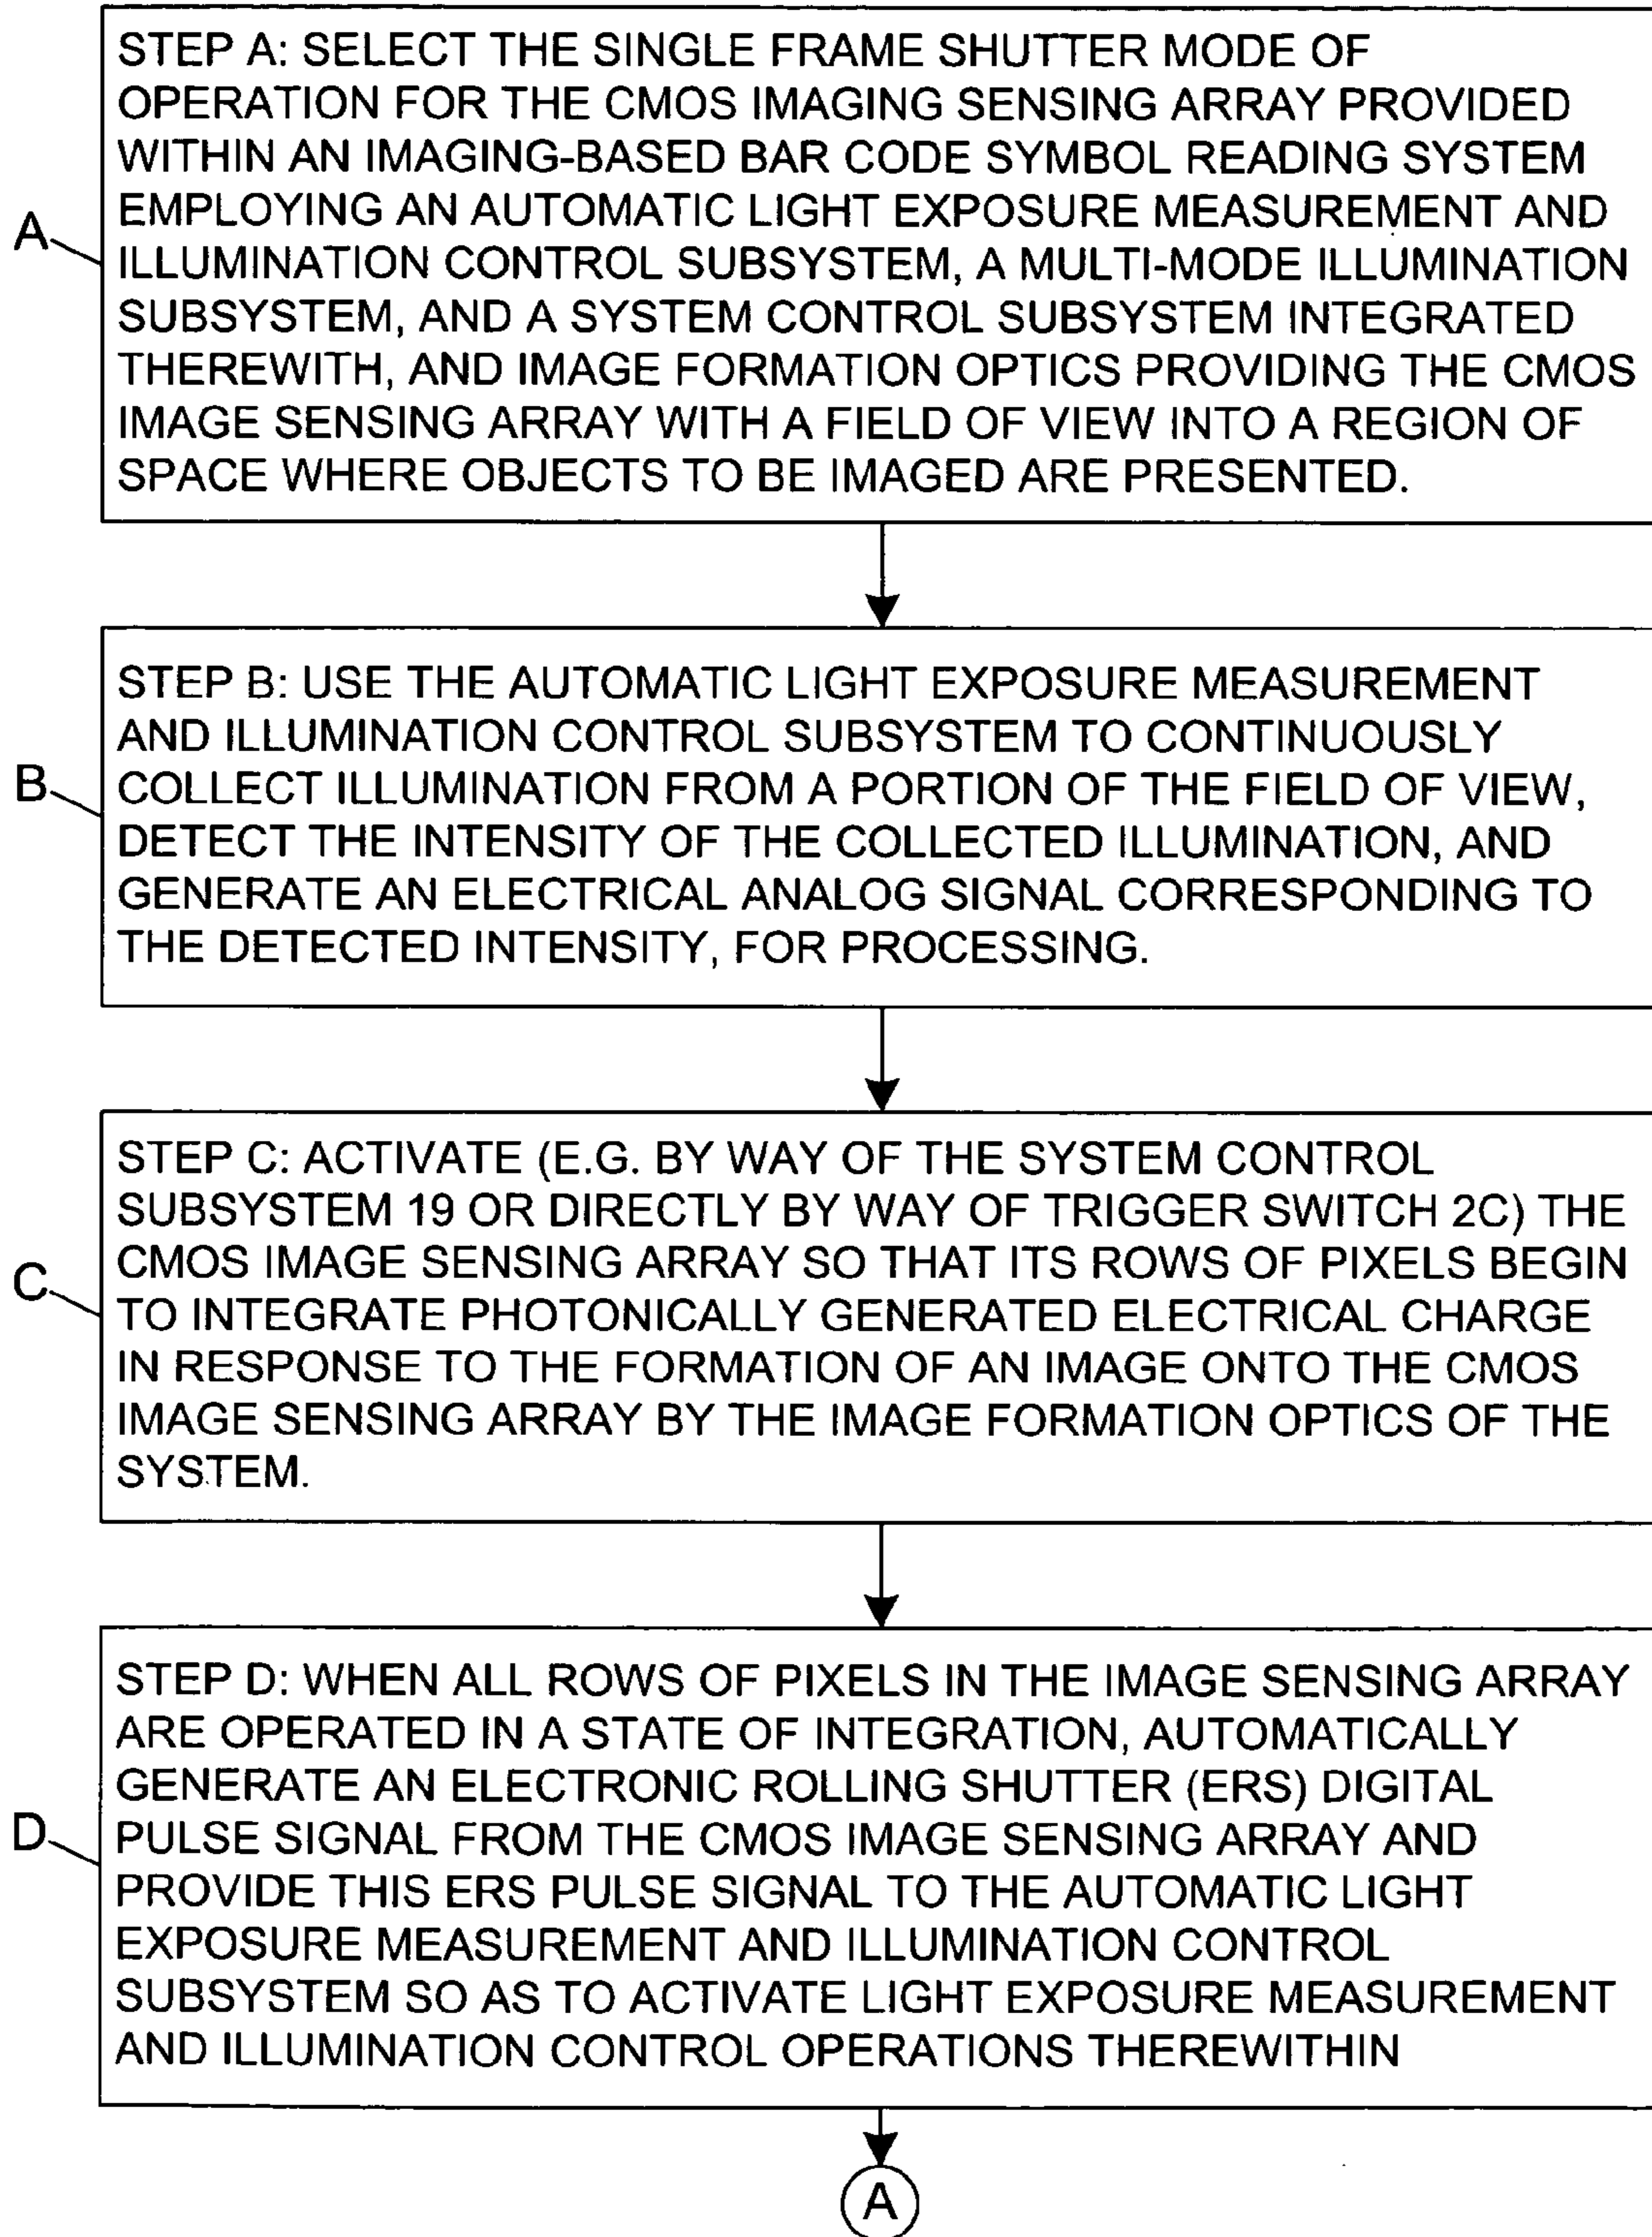 STEP A: SELECT THE SINGLE FRAME SHUTTER MODE OF
OPERATION FOR THE CMOS IMAGING SENSING ARRAY PROVIDED
WITHIN AN IMAGING-BASED BAR CODE SYMBOL READING SYSTEM
EMPLOYING AN AUTOMATIC LIGHT EXPOSURE MEASUREMENT AND
ILLUMINATION CONTROL SUBSYSTEM, A MULTI-MODE ILLUMINATION
SUBSYSTEM, AND A SYSTEM CONTROL SUBSYSTEM INTEGRATED
THEREWITH, AND IMAGE FORMATION OPTICS PROVIDING THE CMOS
IMAGE SENSING ARRAY WITH A FIELD OF VIEW INTO A REGION OF
SPACE WHERE OBJECTS TO BE IMAGED ARE PRESENTED.
A
STEP B: USE THE AUTOMATIC LIGHT EXPOSURE MEASUREMENT
AND ILLUMINATION CONTROL SUBSYSTEM TO CONTINUOUSLY
COLLECT ILLUMINATION FROM A PORTION OF THE FIELD OF VIEW,
DETECT THE INTENSITY OF THE COLLECTED ILLUMINATION, AND
GENERATE AN ELECTRICAL ANALOG SIGNAL CORRESPONDING TO
THE DETECTED INTENSITY, FOR PROCESSING.
B
STEP C: ACTIVATE (E.G. BY WAY OF THE SYSTEM CONTROL
SUBSYSTEM 19 OR DIRECTLY BY WAY OF TRIGGER SWITCH 2C) THE
CMOS IMAGE SENSING ARRAY SO THAT ITS ROWS OF PIXELS BEGIN
TO INTEGRATE PHOTONICALLY GENERATED ELECTRICAL CHARGE
IN RESPONSE TO THE FORMATION OF AN IMAGE ONTO THE CMOS
IMAGE SENSING ARRAY BY THE IMAGE FORMATION OPTICS OF THE
SYSTEM.
C
STEP D: WHEN ALL ROWS OF PIXELS IN THE IMAGE SENSING ARRAY
ARE OPERATED IN A STATE OF INTEGRATION, AUTOMATICALLY
GENERATE AN ELECTRONIC ROLLING SHUTTER (ERS) DIGITAL
PULSE SIGNAL FROM THE CMOS IMAGE SENSING ARRAY AND
PROVIDE THIS ERS PULSE SIGNAL TO THE AUTOMATIC LIGHT
EXPOSURE MEASUREMENT AND ILLUMINATION CONTROL
SUBSYSTEM SO AS TO ACTIVATE LIGHT EXPOSURE MEASUREMENT
AND ILLUMINATION CONTROL OPERATIONS THEREWITHIN
D
A